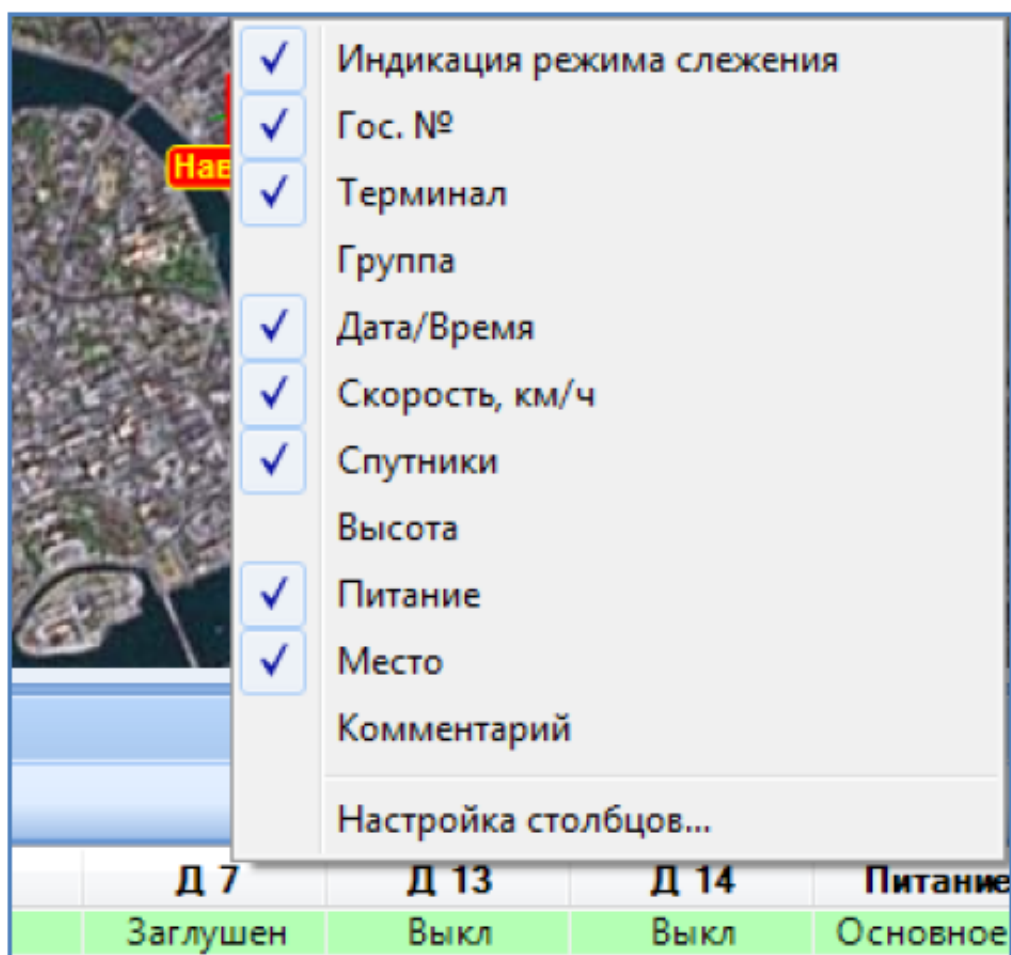 Индикация режима слежения
Гос. №
Нав
Терминал
Группа
Дата/Время
Скорость, км/ч
Спутники
Высота
Питание
Место
Комментарий
Настройка столбцов...
Д 7 Д 13 Д 14 Питание
Заглушен Выкл Выкл Основное